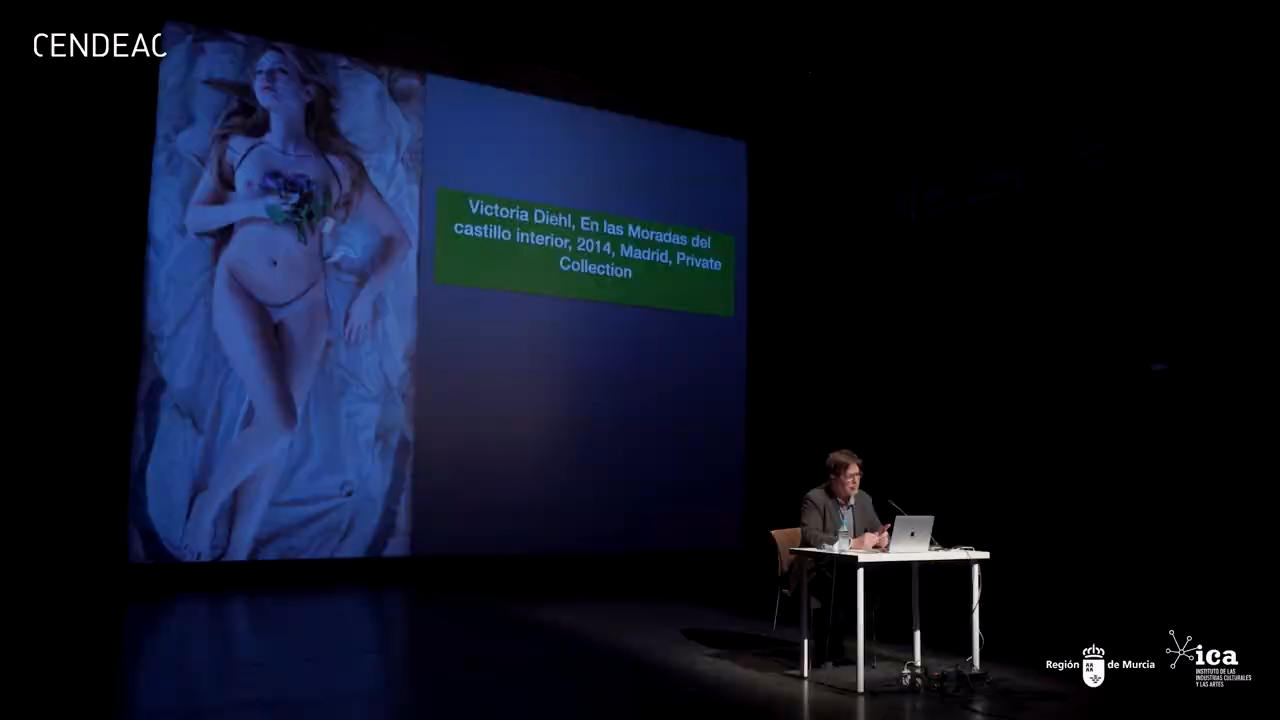 CENDEAC
Victoria Diehl, En las Moradas del
castillo interior, 2014, Madrid, Private
Collection
Región de Murcia
ica
INSTITUTO DE LAS
INDUSTRIAS CULTURALES
Y LAS ARTES